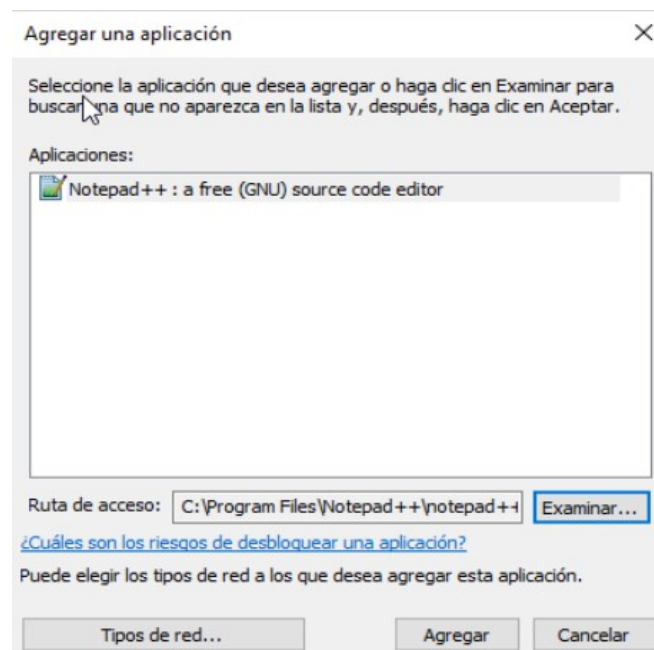 Agregar una aplicación
Seleccione la aplicación que desea agregar o haga clic en Examinar para
buscar una que no aparezca en la lista y, después, haga clic en Aceptar.
Aplicaciones:
Notepad++ : a free (GNU) source code editor
Ruta de acceso: C:\Program Files\Notepad++\notepad++ Examinar...
¿Cuáles son los riesgos de desbloquear una aplicación?
Puede elegir los tipos de red a los que desea agregar esta aplicación.
Tipos de red... Agregar Cancelar